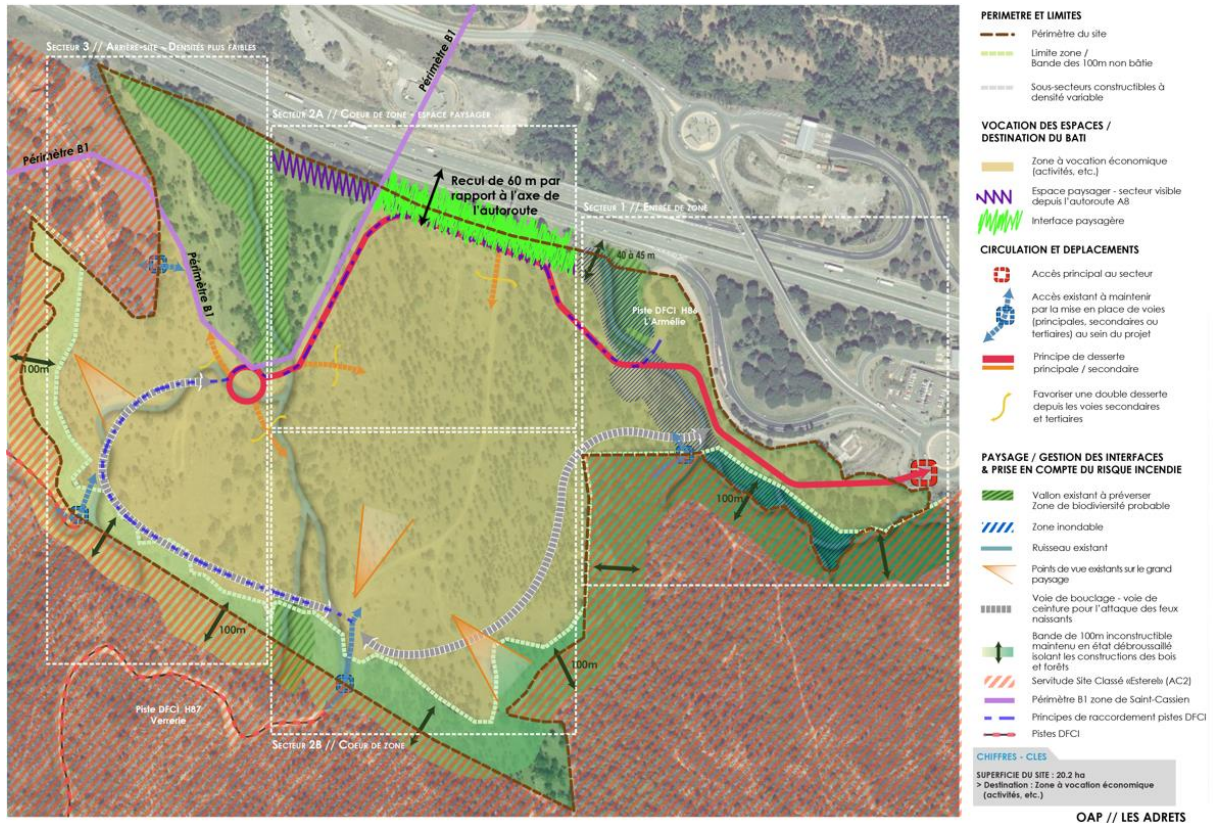 SECTEUR 3 // ARRIÈRE-SITE - DENSITÉS PLUS FAIBLES
Périmètre B1
SECTEUR 2A // COEUR DE ZONE - ESPACE PAYSAGER
Périmètre B1
Recul de 60 m par
rapport à l'axe de
l'autoroute
SECTEUR 1 // ENTRÉE DE ZONE
40 à 45 m
Périmètre B1
Piste DFCI H86
L'Armélie
100m
100m
100m
100m
100m
Piste DFCI H87
Verrerie
SECTEUR 2B // COEUR DE ZONE
PERIMETRE ET LIMITES
Périmètre du site
Limite zone /
Bande des 100m non bâtie
Sous-secteurs constructibles à
densité variable
VOCATION DES ESPACES /
DESTINATION DU BATI
Zone à vocation économique
(activités, etc.)
Espace paysager - secteur visible
depuis l'autoroute A8
Interface paysagère
CIRCULATION ET DEPLACEMENTS
Accès principal au secteur
Accès existant à maintenir
par la mise en place de voies
(principales, secondaires ou
tertiaires) au sein du projet
Principe de desserte
principale / secondaire
Favoriser une double desserte
depuis les voies secondaires
et tertiaires
PAYSAGE / GESTION DES INTERFACES
& PRISE EN COMPTE DU RISQUE INCENDIE
Vallon existant à préverser
Zone de biodiviersité probable
Zone inondable
Ruisseau existant
Points de vue existants sur le grand
paysage
Voie de bouclage - voie de
ceinture pour l'attaque des feux
naissants
Bande de 100m inconstructible
maintenu en état débroussaillé
isolant les constructions des bois
et forêts
Servitude Site Classé «Esterel» (AC2)
Périmètre B1 zone de Saint-Cassien
Principes de raccordement pistes DFCI
Pistes DFCI
CHIFFRES - CLES
SUPERFICIE DU SITE : 20.2 ha
> Destination : Zone à vocation économique
(activités, etc.)
OAP // LES ADRETS